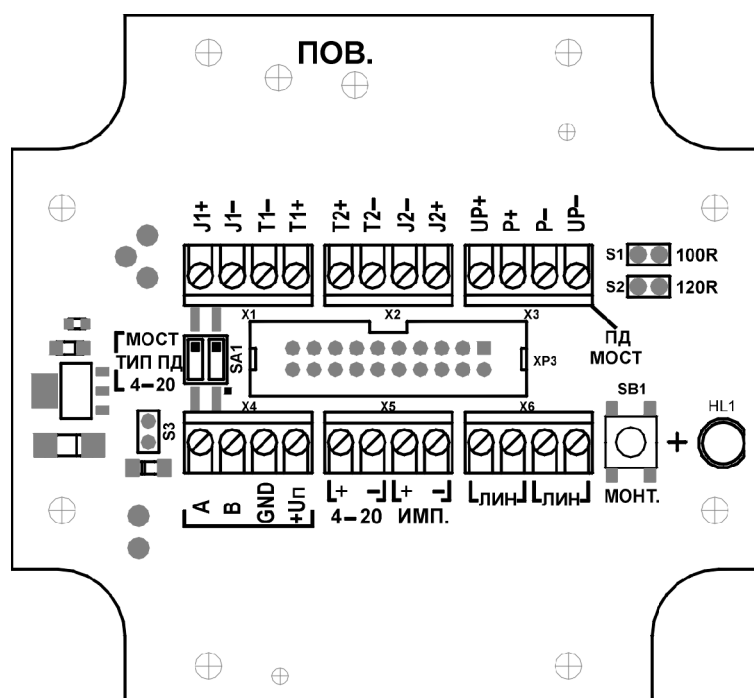 ПОВ.
J1+ J1− T1− T1+ T2+ T2− J2− J2+ UP+ P+ P− UP−
S1 100R
S2 120R
X1 X2 X3
МОСТ
ТИП ПД
4−20
SA1
XP3
ПД
МОСТ
S3
X4 X5 X6
SB1
HL1
+
A B GND +Uп
+ − + −
4−20 ИМП.
ЛИН ЛИН
МОНТ.